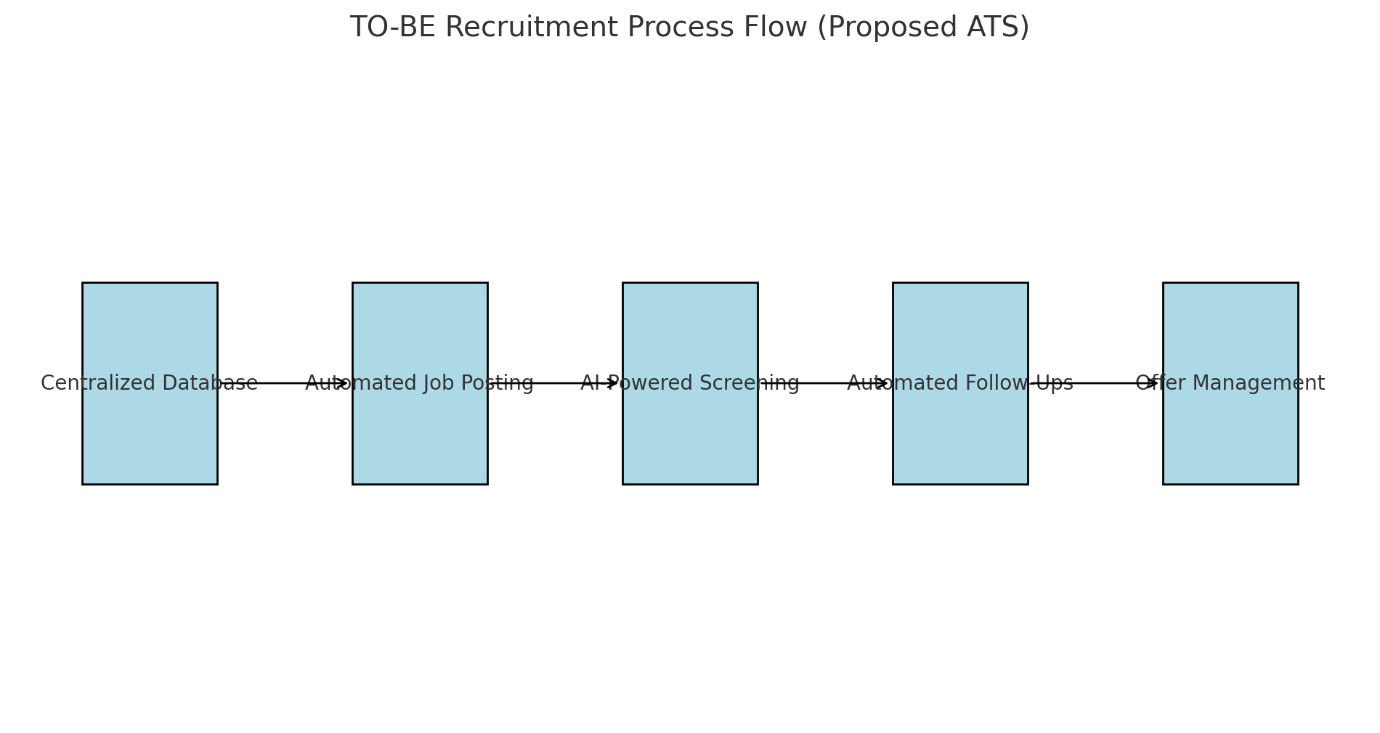 TO-BE Recruitment Process Flow (Proposed ATS)
Centralized Database
Automated Job Posting
AI-Powered Screening
Automated Follow-Ups
Offer Management